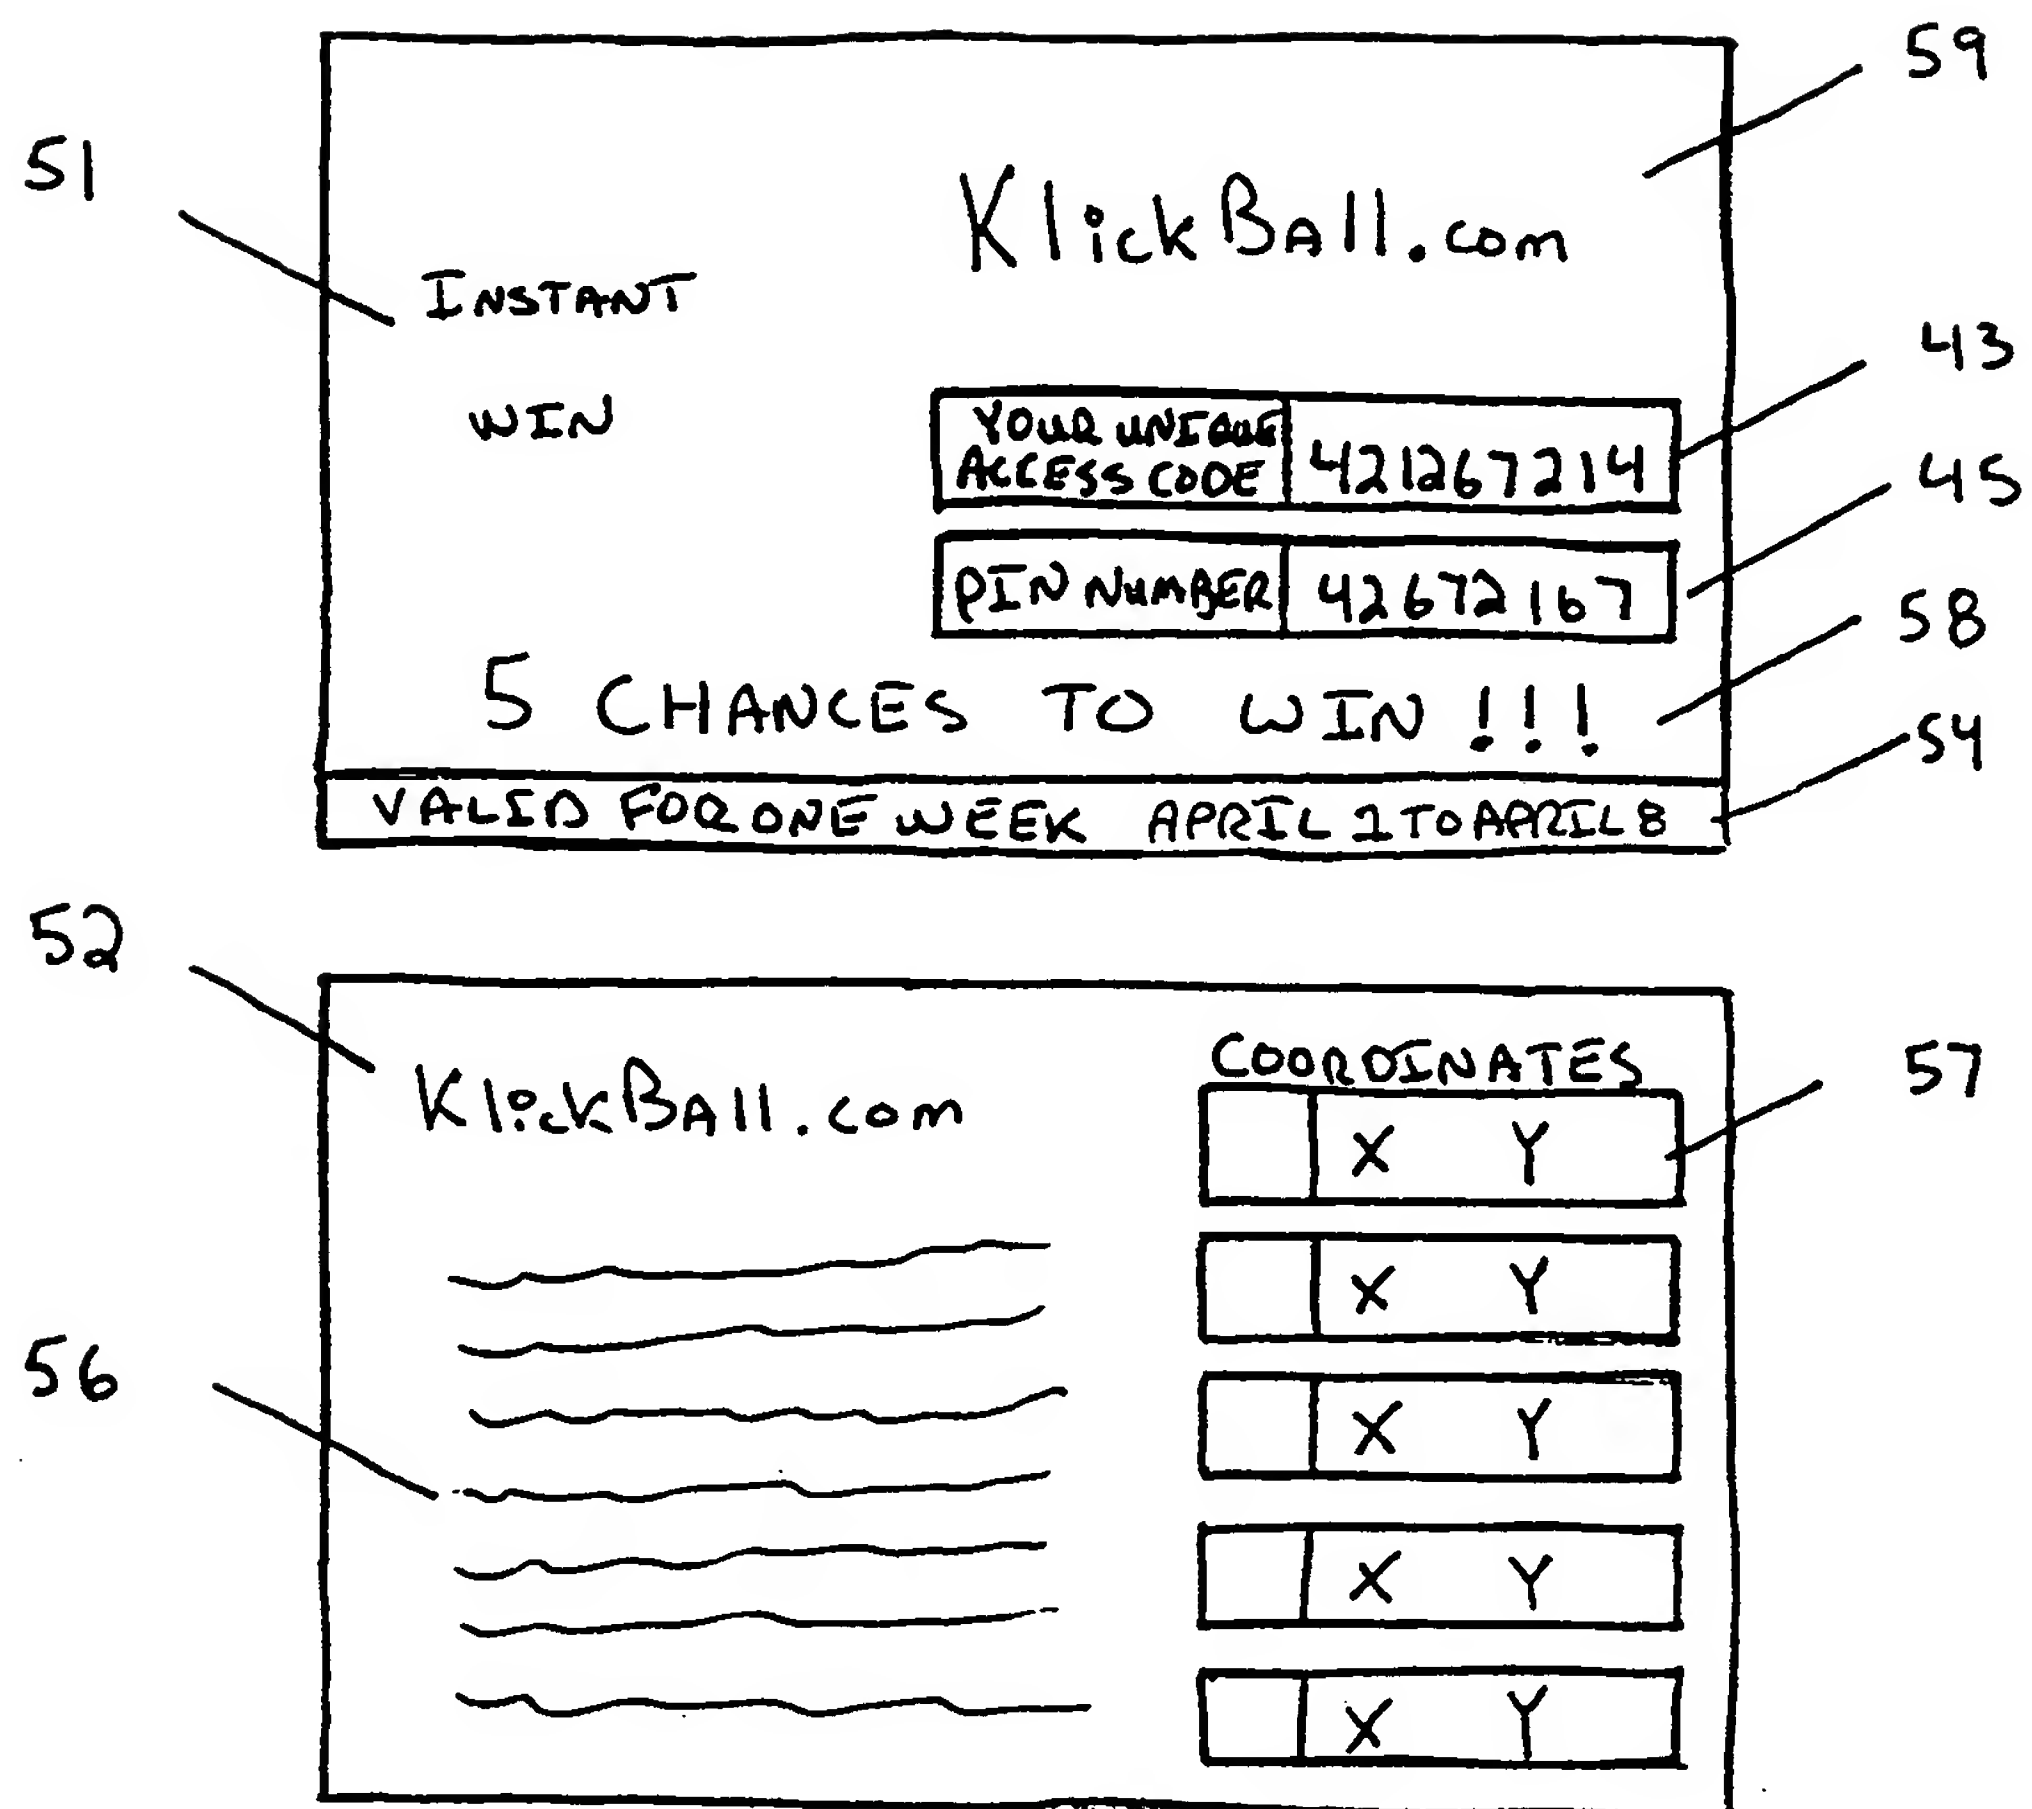 59
51
KlickBall.com
INSTANT
WIN
43
YOUR UNIQUE
ACCESS CODE
421267214
45
PIN NUMBER 42672167
58
5 CHANCES TO WIN!!!
54
VALID FOR ONE WEEK APRIL 1 TO APRIL 8
52
COORDINATES
57
KlickBall.com
X Y
X Y
56
X Y
X Y
X Y